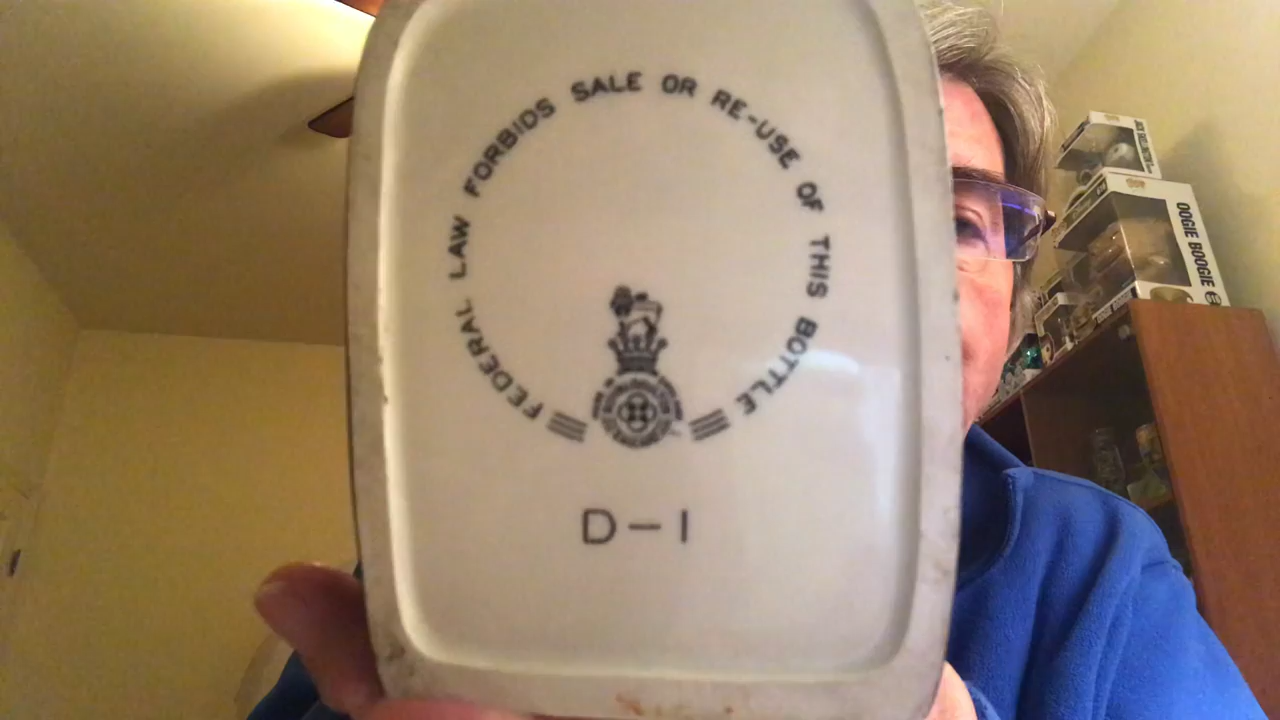 FEDERAL LAW FORBIDS SALE OR RE-USE OF THIS BOTTLE
D-1
OOGIE BOOGIE